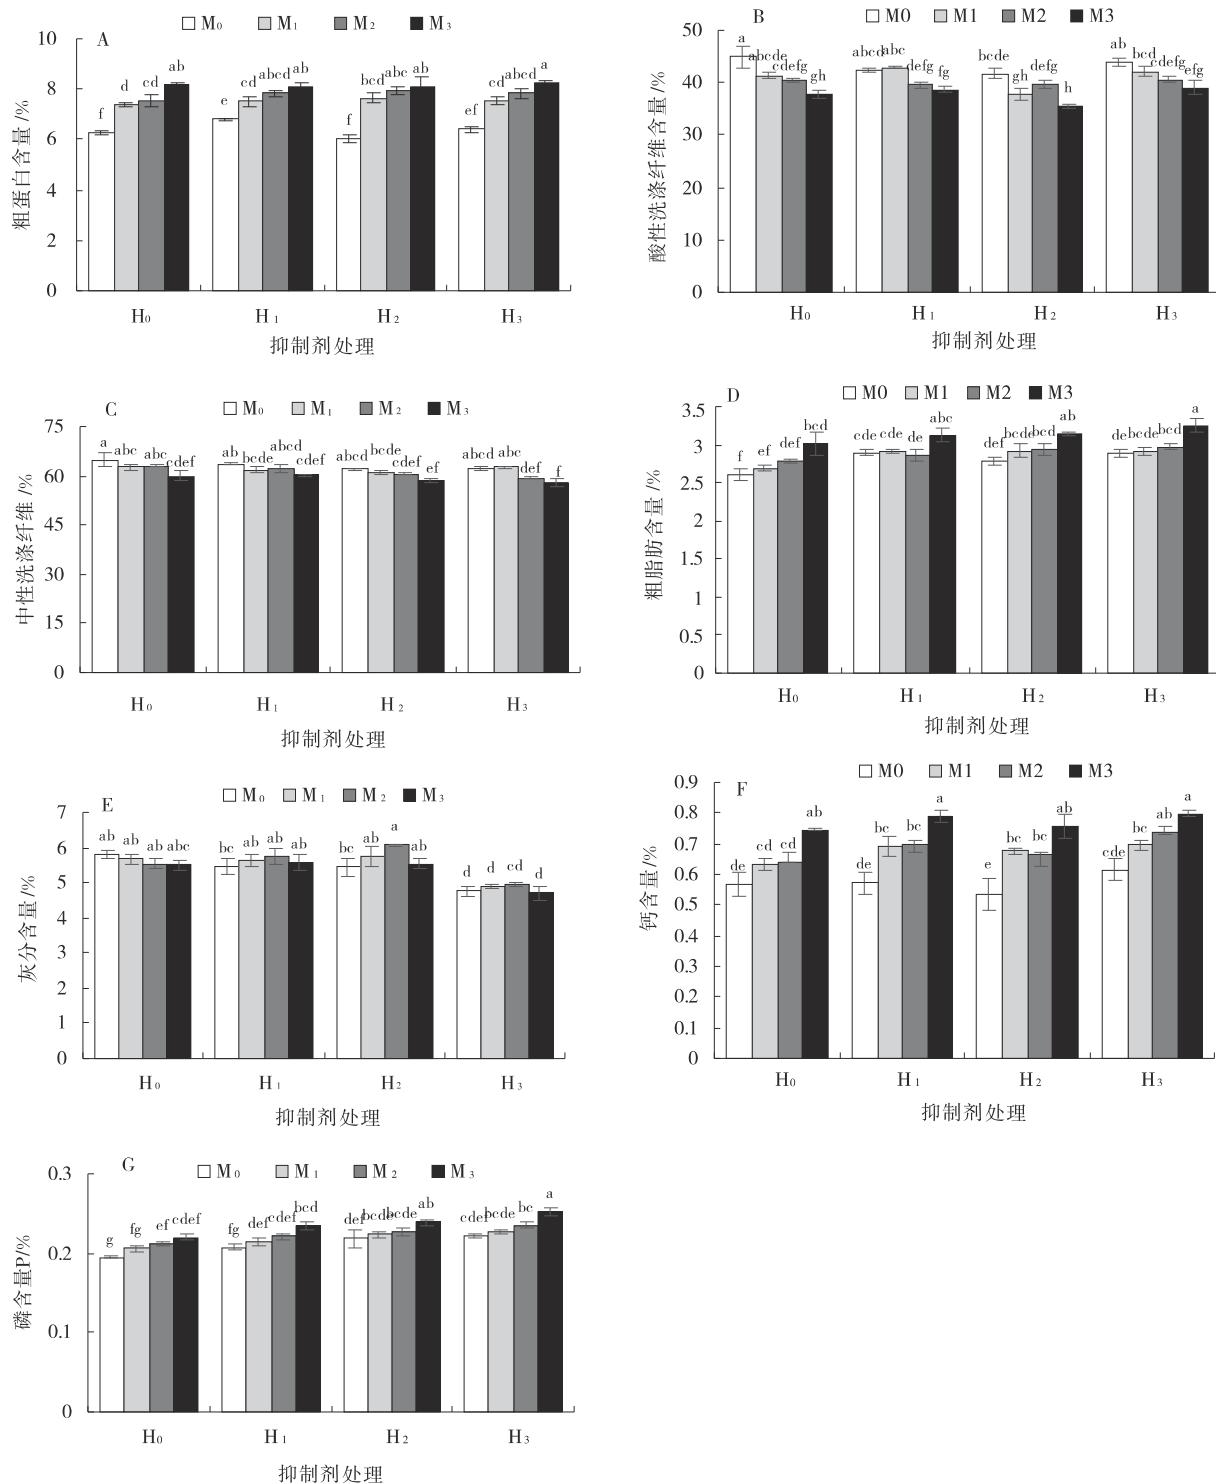 A
M₀ M₁ M₂ M₃
粗蛋白含量/%
10
8
6
4
2
0
f d cd ab
e cd abcd ab
f bcd abc ab
ef cd abcd a
H₀ H₁ H₂ H₃
抑制剂处理
B
M0 M1 M2 M3
酸性洗涤纤维含量/%
50
40
30
20
10
0
a abcde cdefg gh
abcd abc defg fg
bcde gh defg h
ab bcd cdefg efg
H₀ H₁ H₂ H₃
抑制剂处理
C
M₀ M₁ M₂ M₃
中性洗涤纤维/%
75
60
45
30
15
0
a abc abc cdef
ab bcde abcd cdef
abcd bcde cdef ef
abcd abc def f
H₀ H₁ H₂ H₃
抑制剂处理
D
M0 M1 M2 M3
粗脂肪含量/%
3.5
3
2.5
2
1.5
1
0.5
0
f ef def bcd
cde cde de abc
def bcde bcd ab
de bcde bcd a
H₀ H₁ H₂ H₃
抑制剂处理
E
M₀ M₁ M₂ M₃
灰分含量/%
7
6
5
4
3
2
1
0
ab ab ab abc
bc ab ab ab
bc ab a ab
d d cd d
H₀ H₁ H₂ H₃
抑制剂处理
F
M0 M1 M2 M3
钙含量/%
0.9
0.8
0.7
0.6
0.5
0.4
0.3
0.2
0.1
0
de cd cd ab
de bc bc a
e bc bc ab
cde bc ab a
H₀ H₁ H₂ H₃
抑制剂处理
G
M₀ M₁ M₂ M₃
磷含量P/%
0.3
0.2
0.1
0
g fg ef cdef
fg def cdef bcd
def bcde bcde ab
cdef bcde bc a
H₀ H₁ H₂ H₃
抑制剂处理